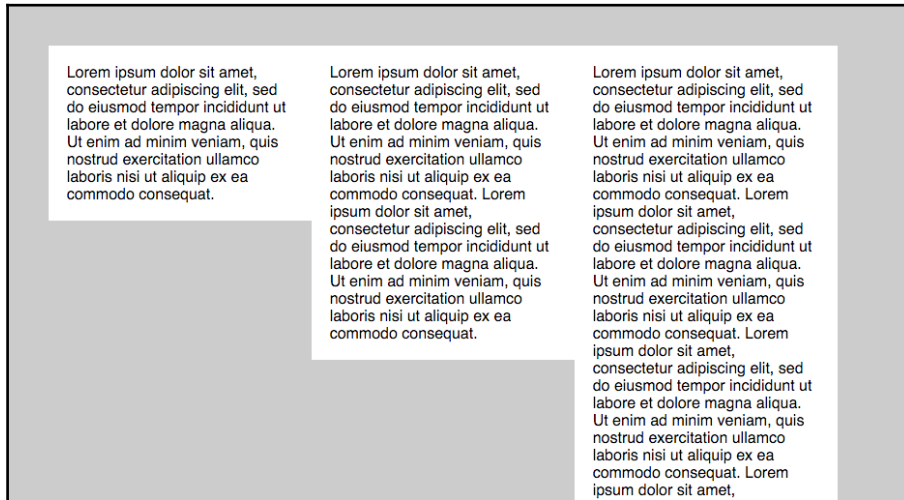 Lorem ipsum dolor sit amet,
consectetur adipiscing elit, sed
do eiusmod tempor incididunt ut
labore et dolore magna aliqua.
Ut enim ad minim veniam, quis
nostrud exercitation ullamco
laboris nisi ut aliquip ex ea
commodo consequat.
Lorem ipsum dolor sit amet,
consectetur adipiscing elit, sed
do eiusmod tempor incididunt ut
labore et dolore magna aliqua.
Ut enim ad minim veniam, quis
nostrud exercitation ullamco
laboris nisi ut aliquip ex ea
commodo consequat. Lorem
ipsum dolor sit amet,
consectetur adipiscing elit, sed
do eiusmod tempor incididunt ut
labore et dolore magna aliqua.
Ut enim ad minim veniam, quis
nostrud exercitation ullamco
laboris nisi ut aliquip ex ea
commodo consequat.
Lorem ipsum dolor sit amet,
consectetur adipiscing elit, sed
do eiusmod tempor incididunt ut
labore et dolore magna aliqua.
Ut enim ad minim veniam, quis
nostrud exercitation ullamco
laboris nisi ut aliquip ex ea
commodo consequat. Lorem
ipsum dolor sit amet,
consectetur adipiscing elit, sed
do eiusmod tempor incididunt ut
labore et dolore magna aliqua.
Ut enim ad minim veniam, quis
nostrud exercitation ullamco
laboris nisi ut aliquip ex ea
commodo consequat. Lorem
ipsum dolor sit amet,
consectetur adipiscing elit, sed
do eiusmod tempor incididunt ut
labore et dolore magna aliqua.
Ut enim ad minim veniam, quis
nostrud exercitation ullamco
laboris nisi ut aliquip ex ea
commodo consequat. Lorem
ipsum dolor sit amet,